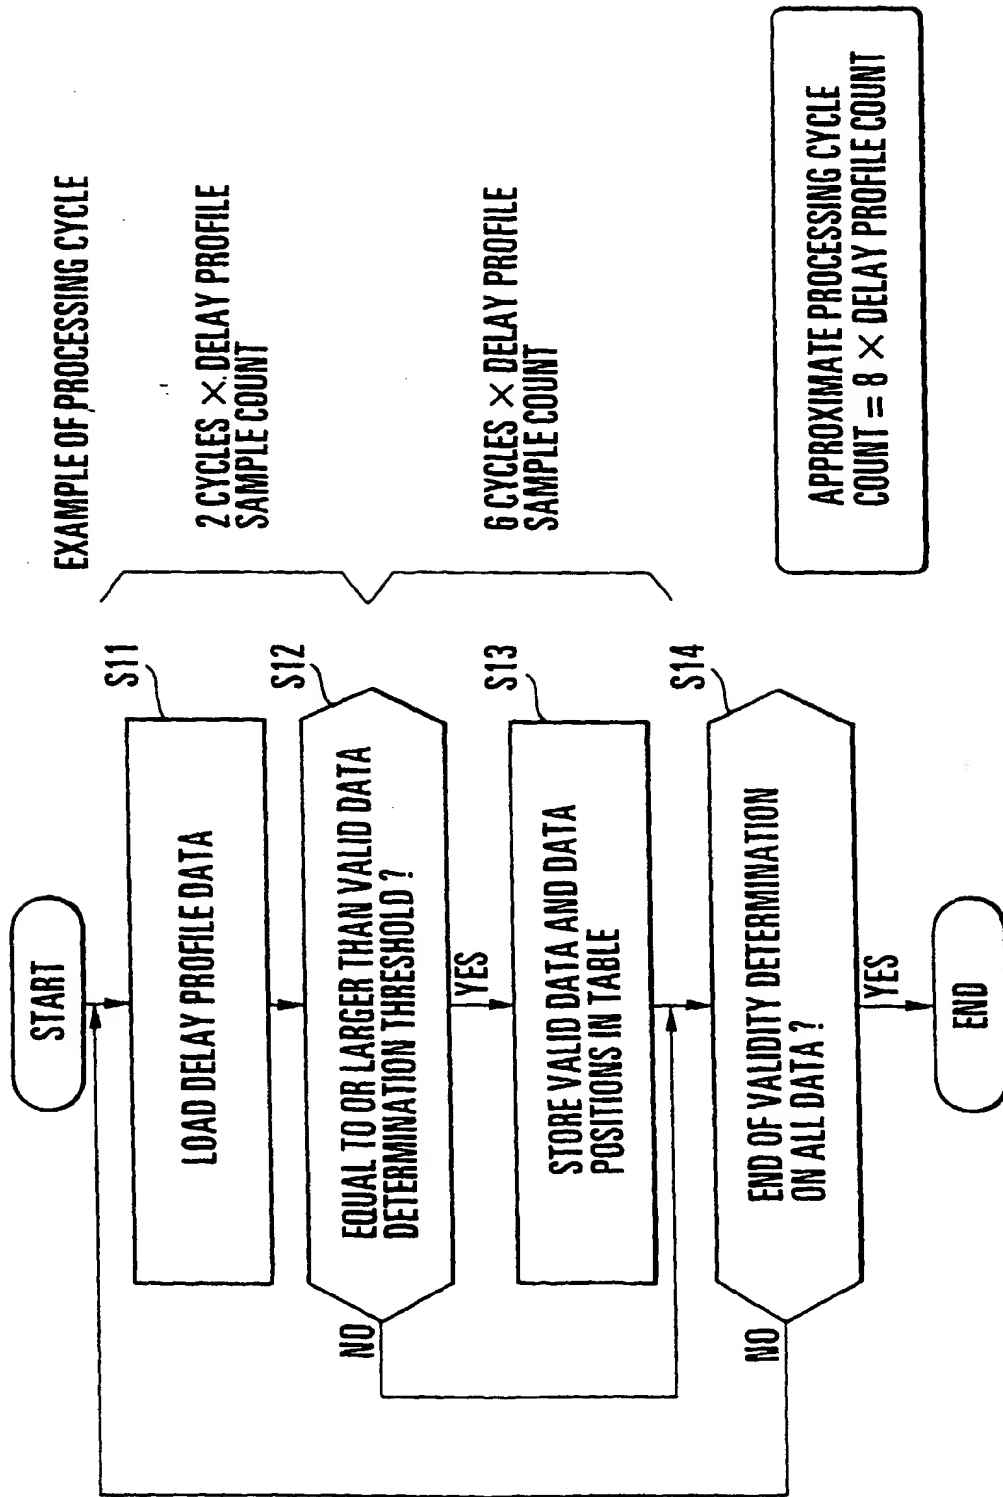 EXAMPLE OF PROCESSING CYCLE
START
S11
LOAD DELAY PROFILE DATA
2 CYCLES × DELAY PROFILE
SAMPLE COUNT
S12
EQUAL TO OR LARGER THAN VALID DATA
DETERMINATION THRESHOLD ?
NO
YES
S13
STORE VALID DATA AND DATA
POSITIONS IN TABLE
6 CYCLES × DELAY PROFILE
SAMPLE COUNT
S14
END OF VALIDITY DETERMINATION
ON ALL DATA ?
NO
YES
END
APPROXIMATE PROCESSING CYCLE
COUNT = 8 × DELAY PROFILE COUNT